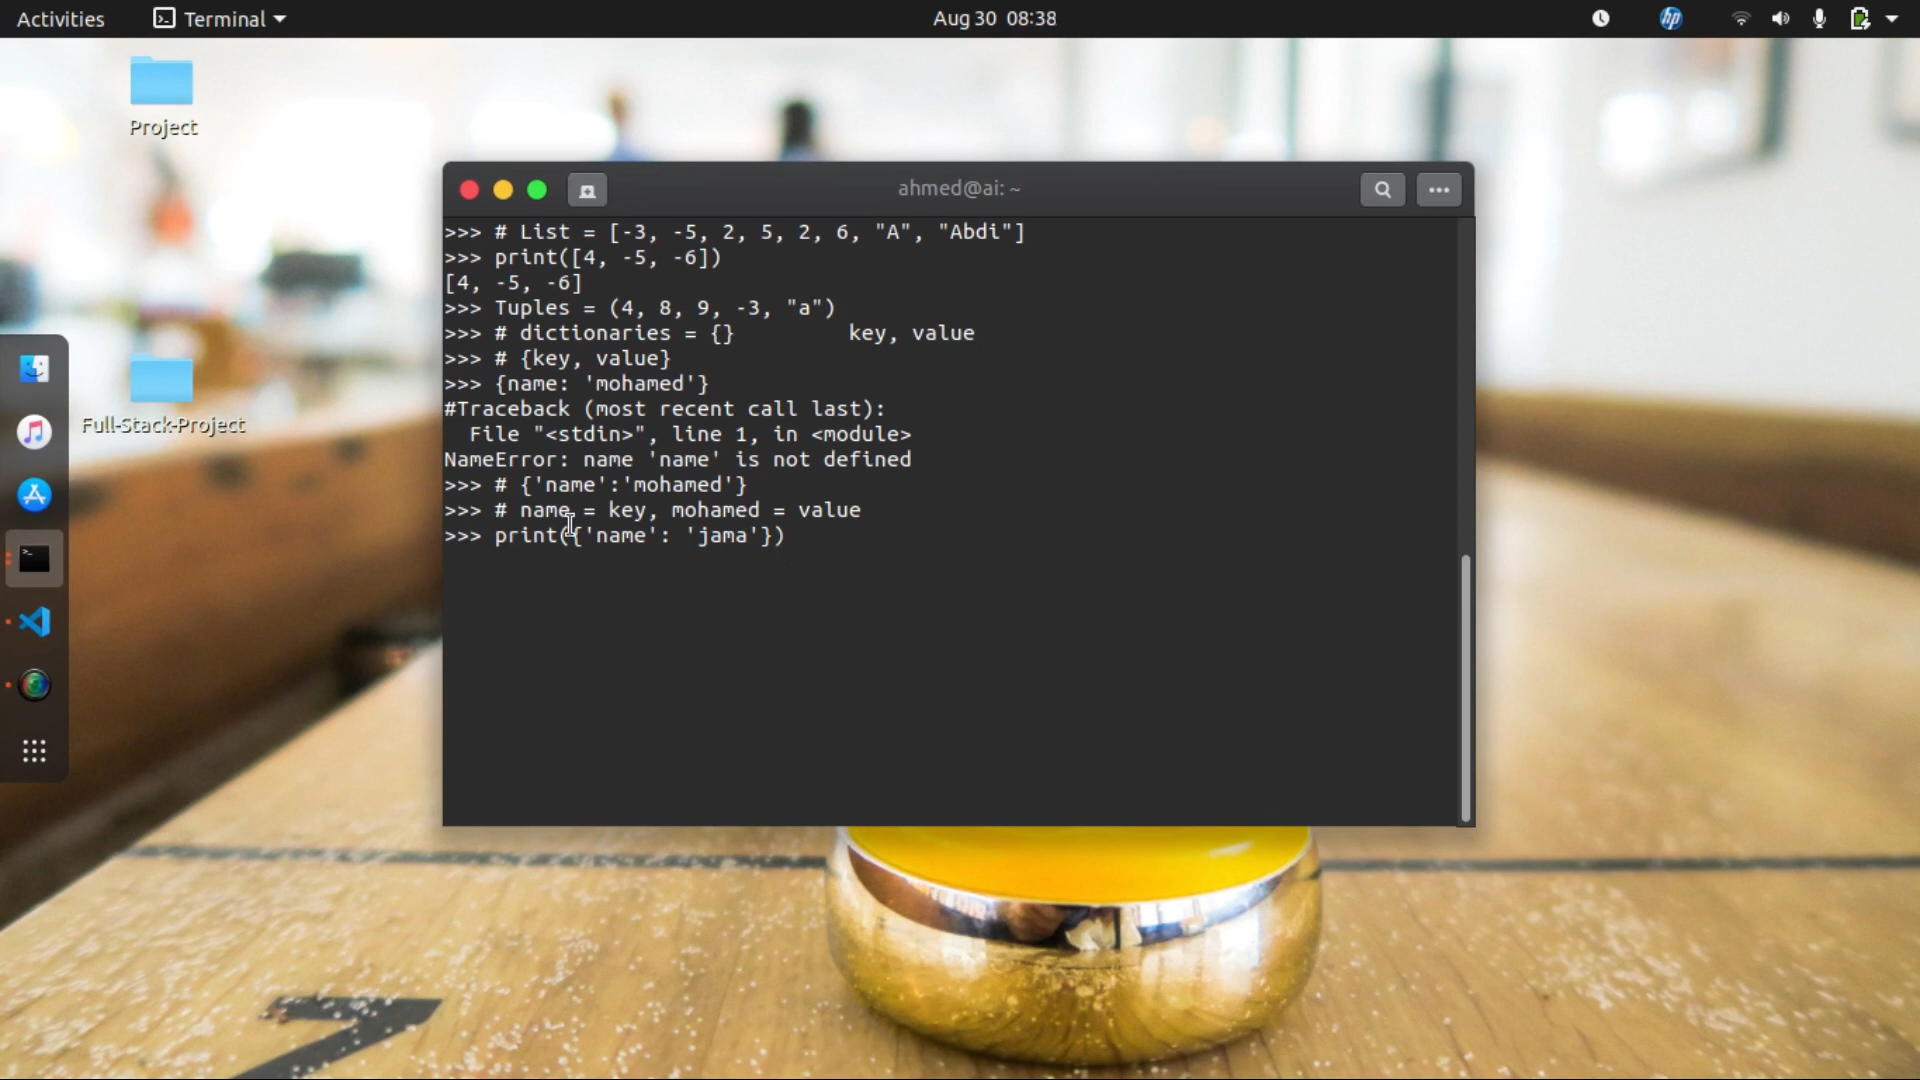 Activities
Terminal
Aug 30 08:38
hp
Project
Full-Stack-Project
ahmed@ai: ~
>>> # List = [-3, -5, 2, 5, 2, 6, "A", "Abdi"]
>>> print([4, -5, -6])
[4, -5, -6]
>>> Tuples = (4, 8, 9, -3, "a")
>>> # dictionaries = {}         key, value
>>> # {key, value}
>>> {name: 'mohamed'}
#Traceback (most recent call last):
  File "<stdin>", line 1, in <module>
NameError: name 'name' is not defined
>>> # {'name':'mohamed'}
>>> # name = key, mohamed = value
>>> print({'name': 'jama'})